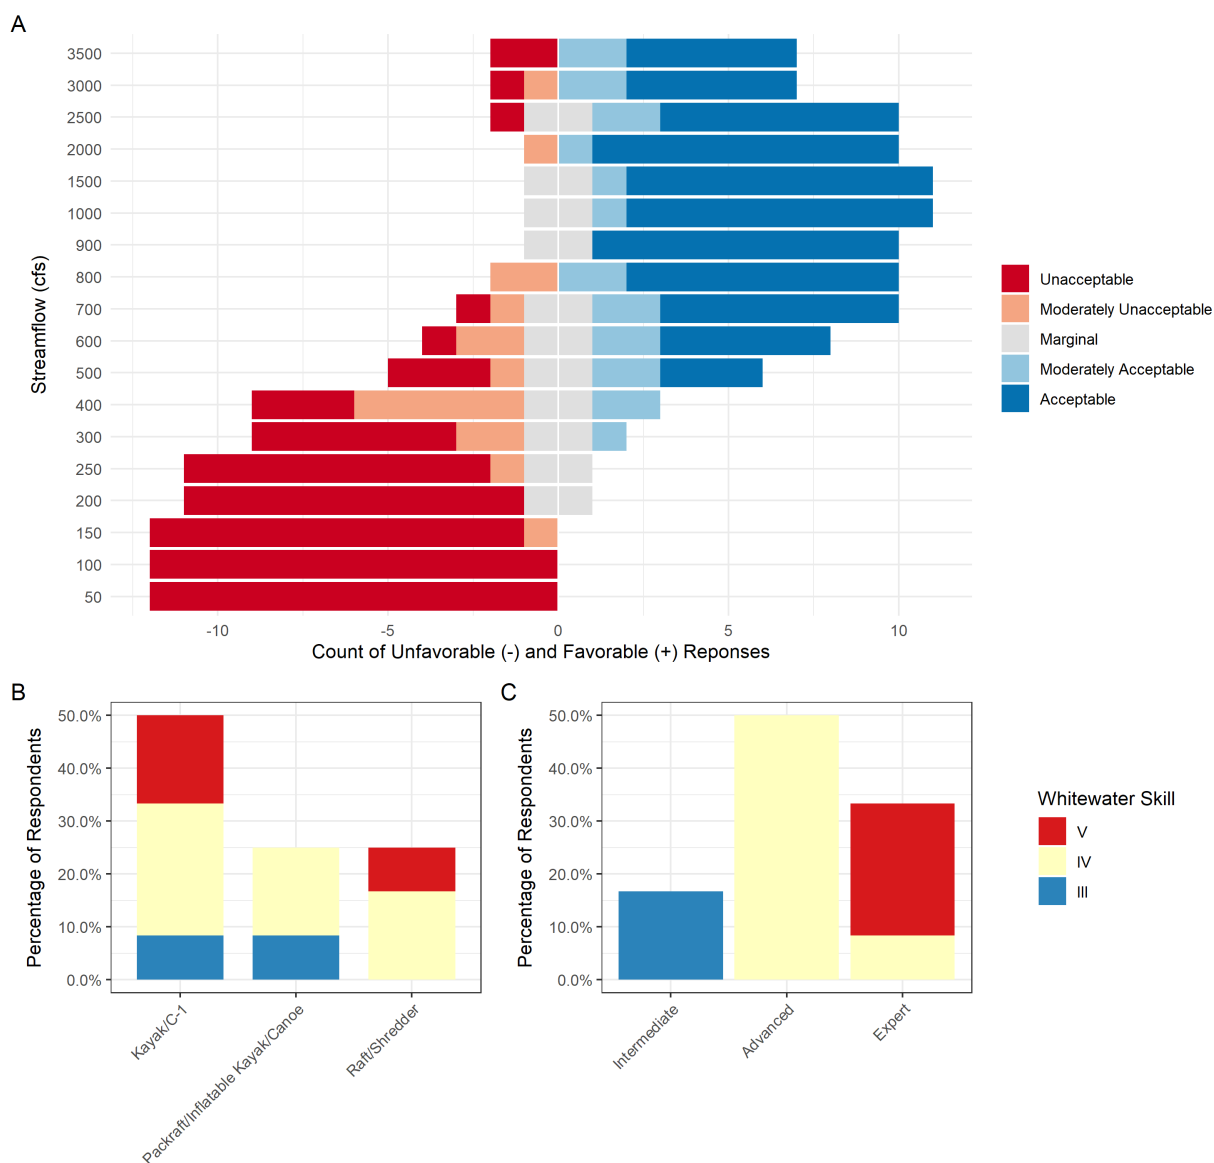 A
3500
3000
2500
2000
1500
1000
900
800
700
600
500
400
300
250
200
150
100
50
Streamflow (cfs)
-10 -5 0 5 10
Count of Unfavorable (-) and Favorable (+) Reponses
Unacceptable
Moderately Unacceptable
Marginal
Moderately Acceptable
Acceptable
B
50.0%
40.0%
30.0%
20.0%
10.0%
0.0%
Percentage of Respondents
Kayak/C-1
Packraft/Inflatable Kayak/Canoe
Raft/Shredder
C
50.0%
40.0%
30.0%
20.0%
10.0%
0.0%
Percentage of Respondents
Intermediate
Advanced
Expert
Whitewater Skill
V
IV
III